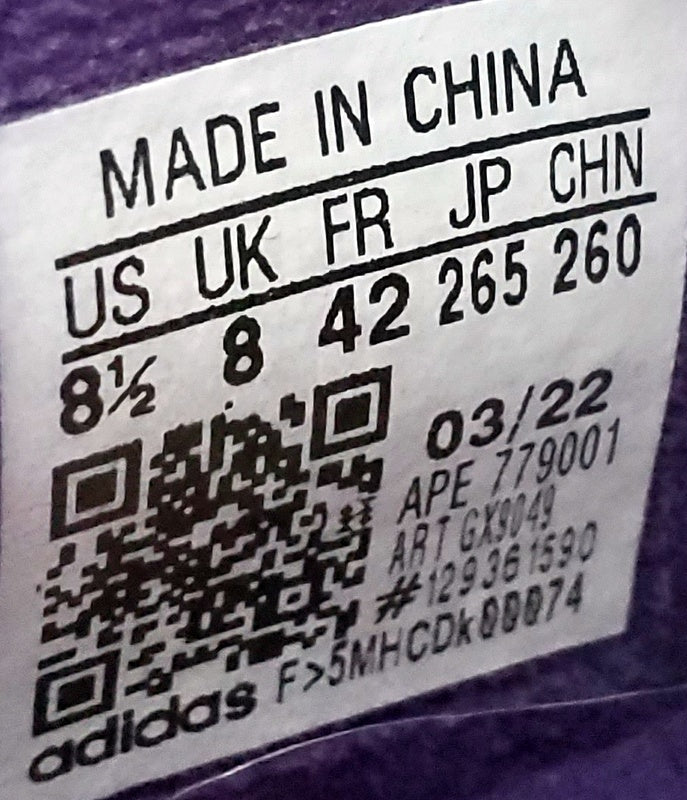 MADE IN CHINA
US UK FR JP CHN
8½ 8 42 265 260
03/22
APE 779001
ART GX9049
#129361590
adidas F>5MHCDk00074